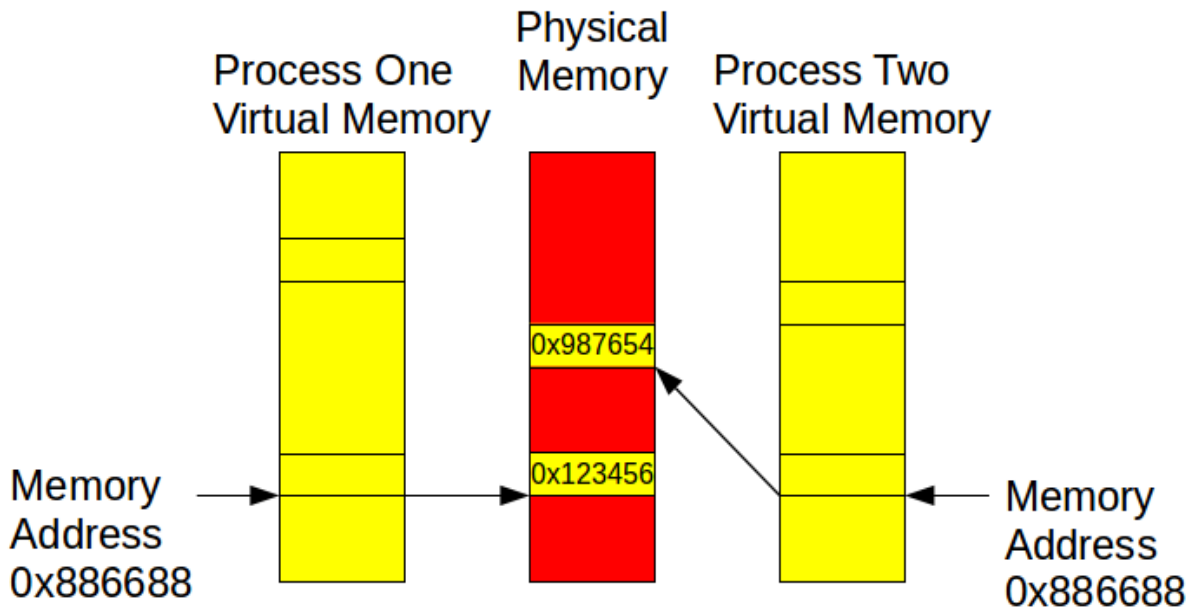 Physical
Memory
Process One
Virtual Memory
Process Two
Virtual Memory
0x987654
0x123456
Memory
Address
0x886688
Memory
Address
0x886688